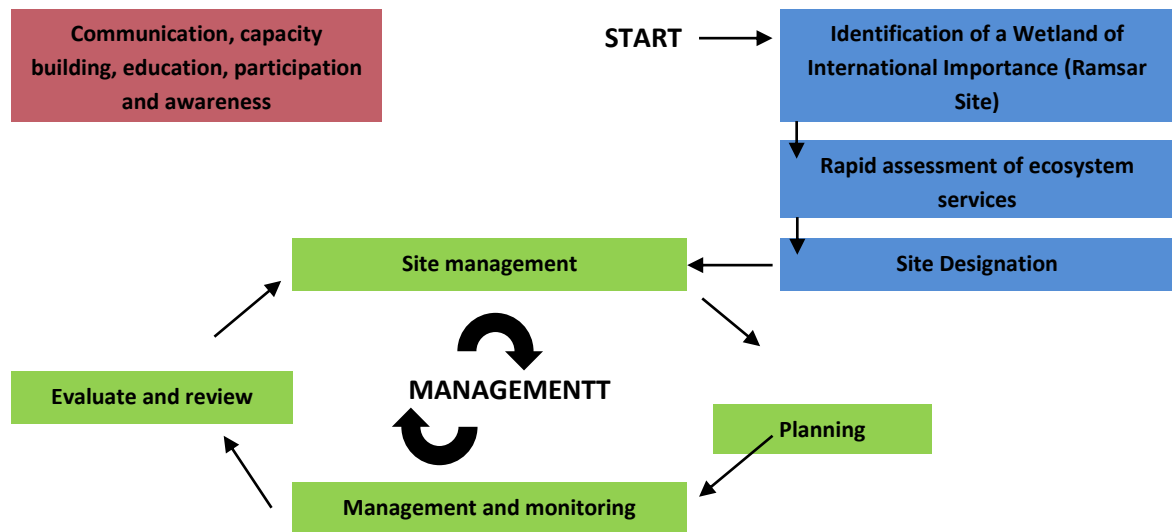 Communication, capacity
building, education, participation
and awareness
START
Identification of a Wetland of
International Importance (Ramsar
Site)
Rapid assessment of ecosystem
services
Site Designation
Site management
MANAGEMENTT
Evaluate and review
Planning
Management and monitoring